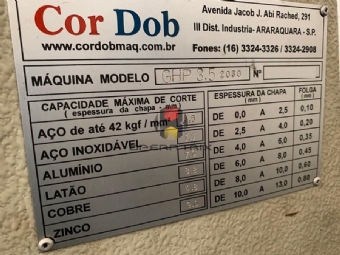 Cor Dob
www.cordobmaq.com.br
Avenida Jacob J. Abi Rached, 291
III Dist. Industria- ARARAQUARA - S.P.
Fones: (16) 3324-3326 / 3324-2908
MÁQUINA MODELO GHP 3.5 2030 Nº
CAPACIDADE MÁXIMA DE CORTE
(espessura da chapa - mm)
AÇO de até 42 kgf / mm
AÇO INOXIDÁVEL
ALUMÍNIO
LATÃO
COBRE
ZINCO
ESPESSURA DA CHAPA
(mm)
FOLGA
(mm)
DE 0,0 A 2,5 0,10
DE 2,5 A 4,0 0,20
DE 4,0 A 6,0 0,35
DE 6,0 A 8,0 0,45
DE 8,0 A 10,0 0,60
DE 10,0 A 13,0 0,80